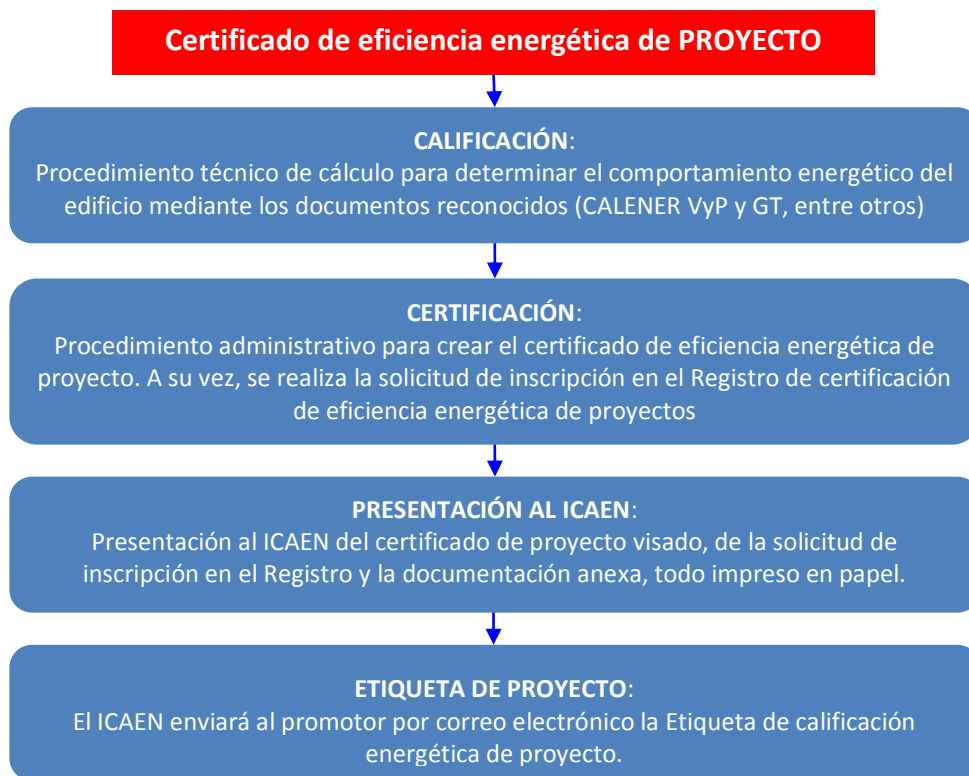 Certificado de eficiencia energética de PROYECTO
CALIFICACIÓN:
Procedimiento técnico de cálculo para determinar el comportamiento energético del
edificio mediante los documentos reconocidos (CALENER VyP y GT, entre otros)
CERTIFICACIÓN:
Procedimiento administrativo para crear el certificado de eficiencia energética de
proyecto. A su vez, se realiza la solicitud de inscripción en el Registro de certificación
de eficiencia energética de proyectos
PRESENTACIÓN AL ICAEN:
Presentación al ICAEN del certificado de proyecto visado, de la solicitud de
inscripción en el Registro y la documentación anexa, todo impreso en papel.
ETIQUETA DE PROYECTO:
El ICAEN enviará al promotor por correo electrónico la Etiqueta de calificación
energética de proyecto.